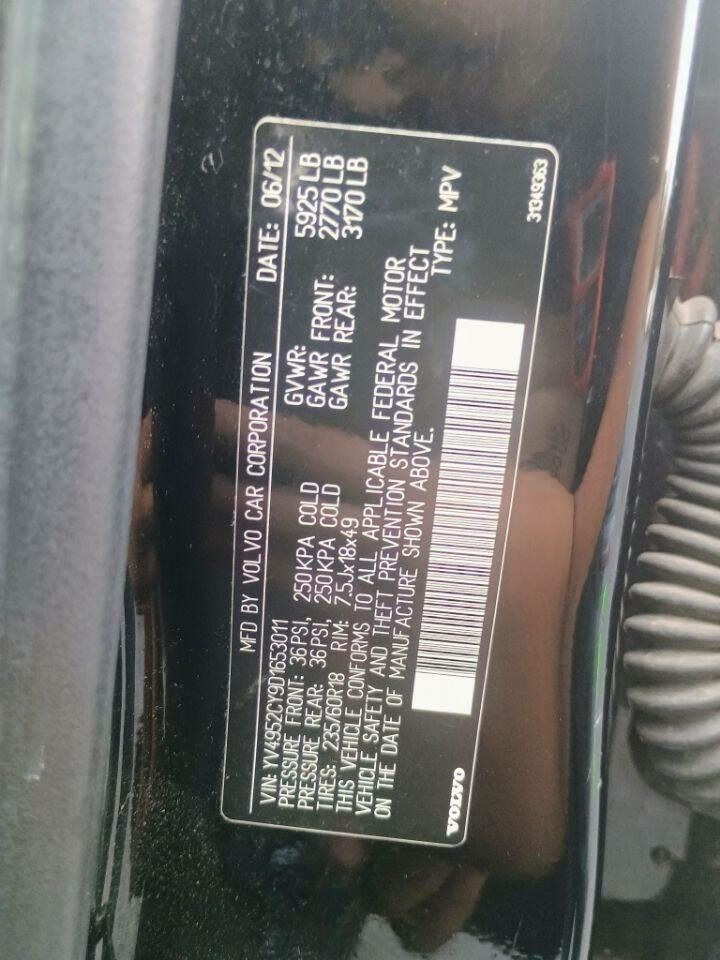 MFD BY VOLVO CAR CORPORATION DATE: 06/12
VIN: YV4952CY9D1653011 GVWR: 5925 LB
PRESSURE FRONT: 36PSI, 250KPA COLD GAWR FRONT: 2770 LB
PRESSURE REAR: 36PSI, 250KPA COLD GAWR REAR: 3170 LB
TIRES: 235/60R18 RIM: 7.5Jx18x49
THIS VEHICLE CONFORMS TO ALL APPLICABLE FEDERAL MOTOR
VEHICLE SAFETY AND THEFT PREVENTION STANDARDS IN EFFECT
ON THE DATE OF MANUFACTURE SHOWN ABOVE. TYPE: MPV
VOLVO 31349363